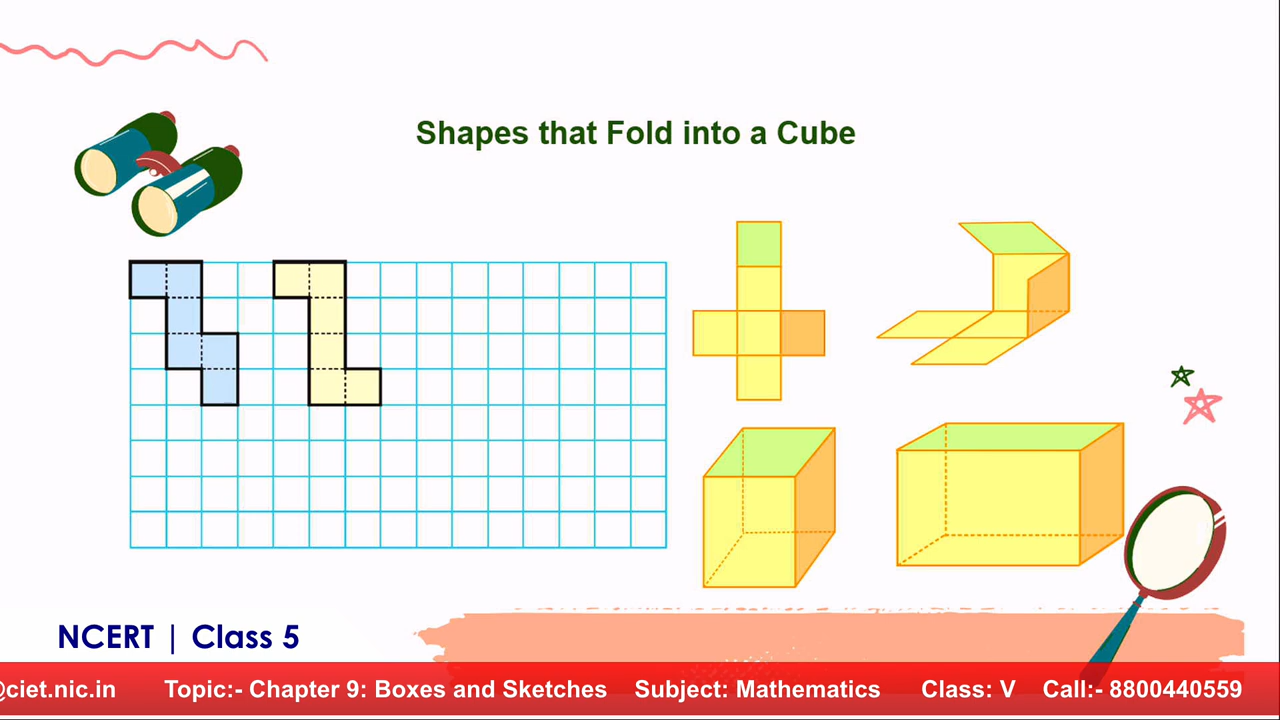 Shapes that Fold into a Cube
NCERT | Class 5
@ciet.nic.in Topic:- Chapter 9: Boxes and Sketches Subject: Mathematics Class: V Call:- 8800440559